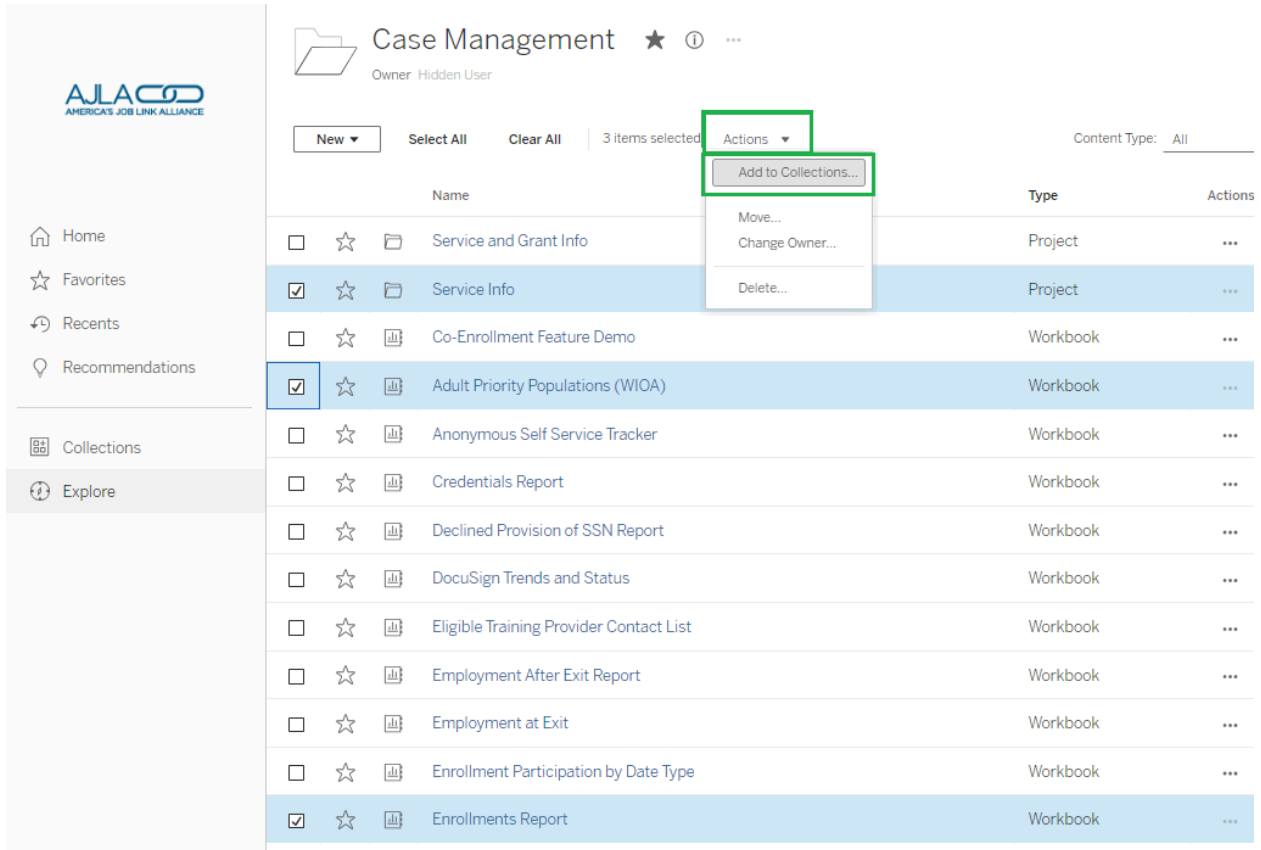 Case Management
Owner Hidden User
AJLA
AMERICA'S JOB LINK ALLIANCE
New
Select All
Clear All
3 items selected
Actions
Content Type: All
Add to Collections...
Move...
Change Owner...
Delete...
Name
Type
Actions
Home
Favorites
Recents
Recommendations
Collections
Explore
Service and Grant Info
Project
Service Info
Project
Co-Enrollment Feature Demo
Workbook
Adult Priority Populations (WIOA)
Workbook
Anonymous Self Service Tracker
Workbook
Credentials Report
Workbook
Declined Provision of SSN Report
Workbook
DocuSign Trends and Status
Workbook
Eligible Training Provider Contact List
Workbook
Employment After Exit Report
Workbook
Employment at Exit
Workbook
Enrollment Participation by Date Type
Workbook
Enrollments Report
Workbook